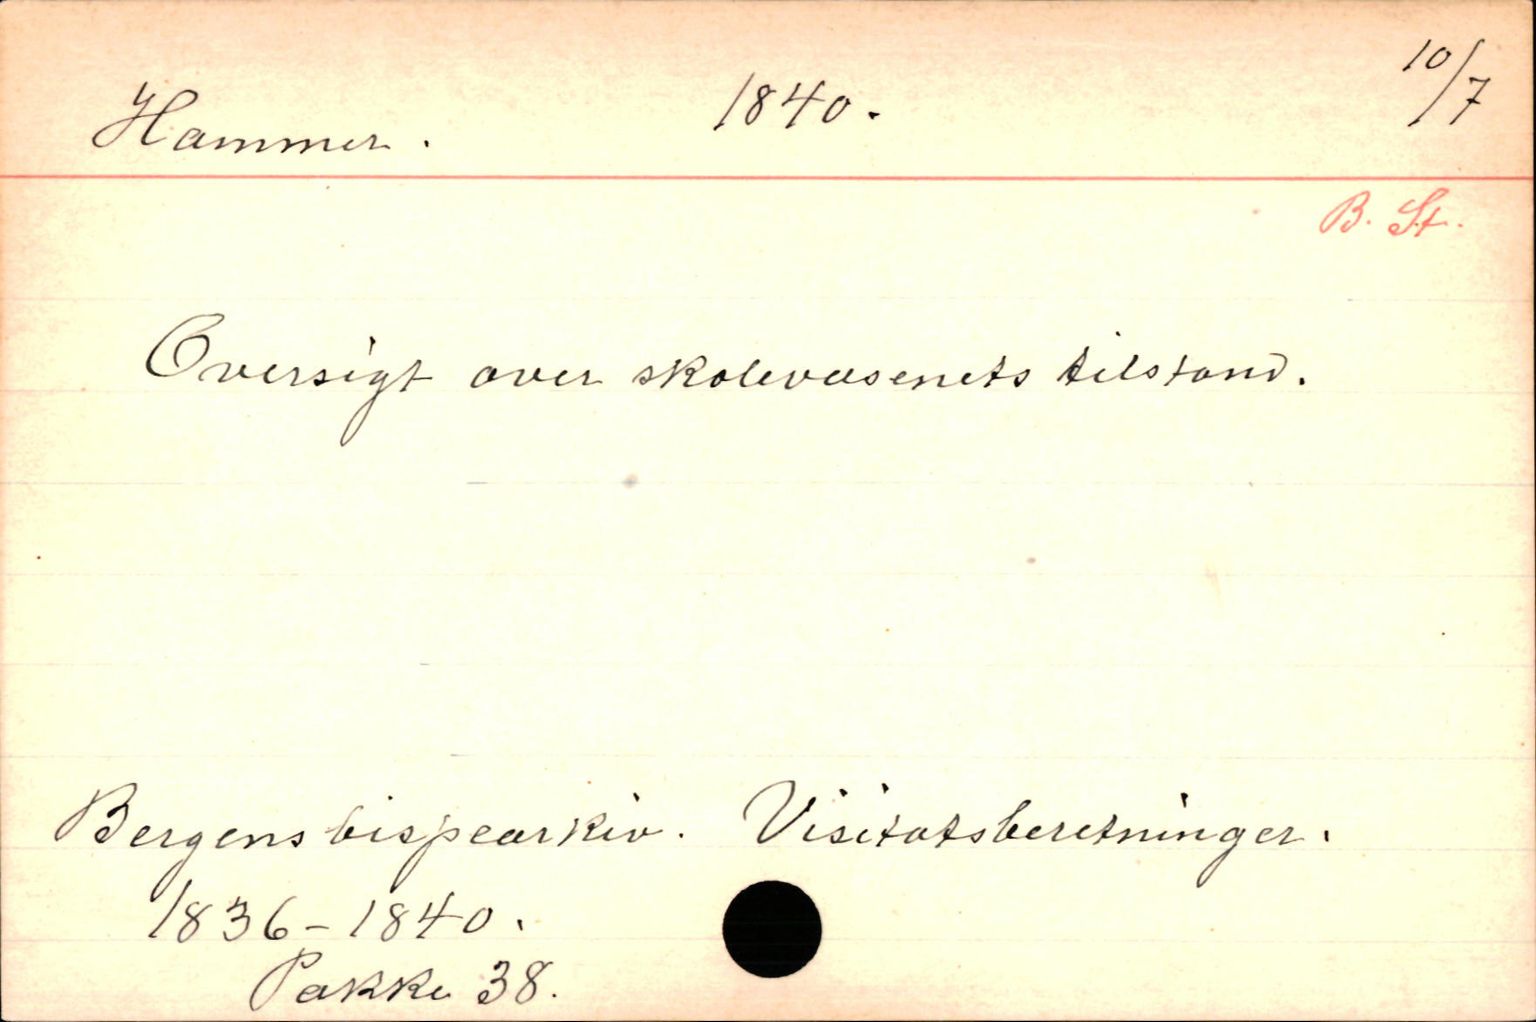 Hammer. 1840. 10/7
B. St.
Oversigt over skolevæsenets tilstand.
Bergens bispearkiv. Visitatsberetninger.
1836-1840.
Pakke 38.